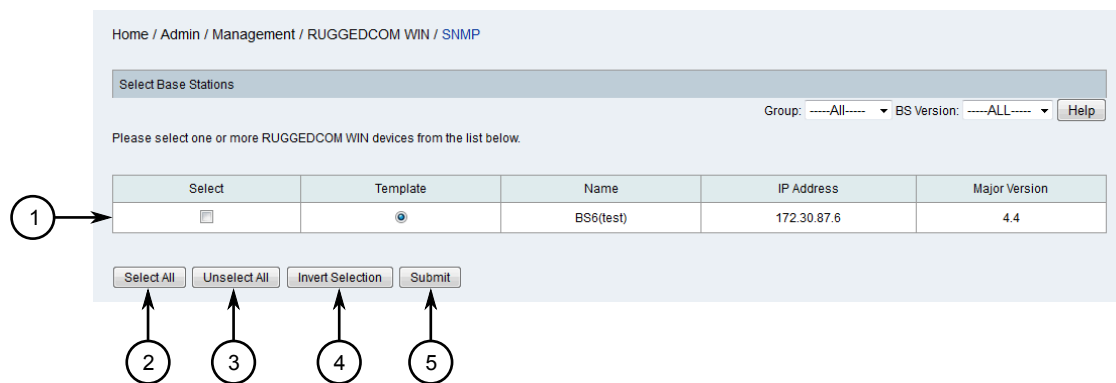 Home / Admin / Management / RUGGEDCOM WIN / SNMP
Select Base Stations
Group: -----All----- BS Version: -----ALL----- Help
Please select one or more RUGGEDCOM WIN devices from the list below.
Select Template Name IP Address Major Version
1 BS6(test) 172.30.87.6 4.4
Select All Unselect All Invert Selection Submit
2 3 4 5